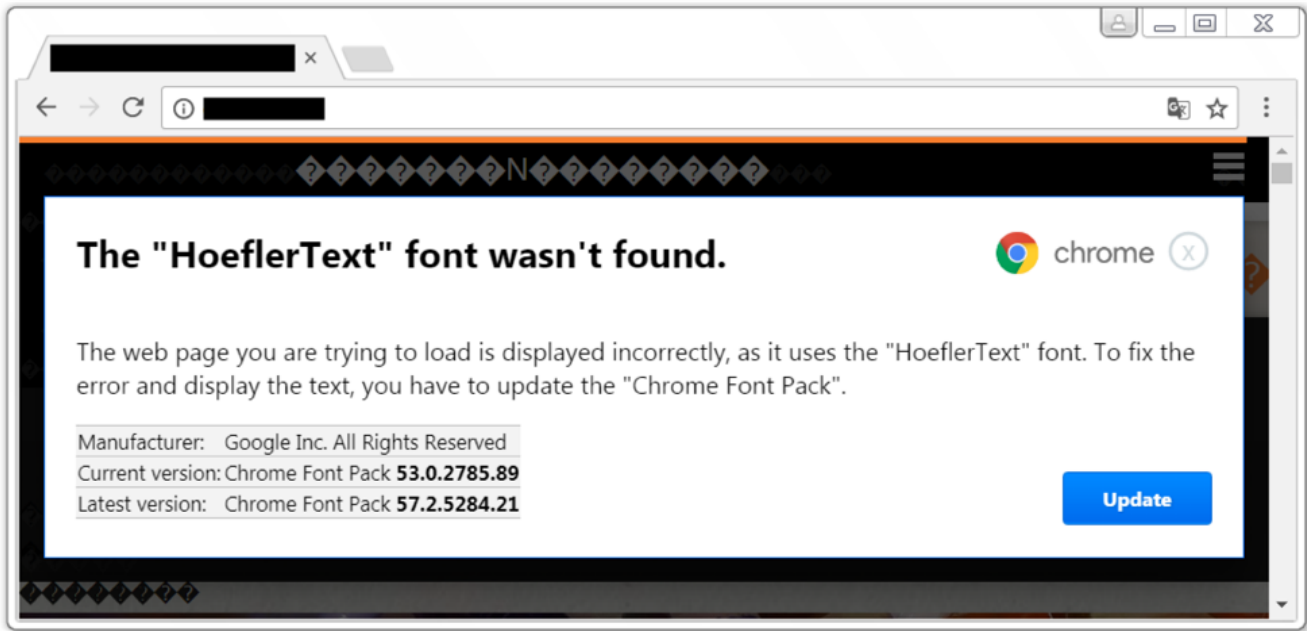 �������������������N������������
The "HoeflerText" font wasn't found.
chrome
X
The web page you are trying to load is displayed incorrectly, as it uses the "HoeflerText" font. To fix the
error and display the text, you have to update the "Chrome Font Pack".
Manufacturer: Google Inc. All Rights Reserved
Current version: Chrome Font Pack 53.0.2785.89
Latest version: Chrome Font Pack 57.2.5284.21
Update
��������